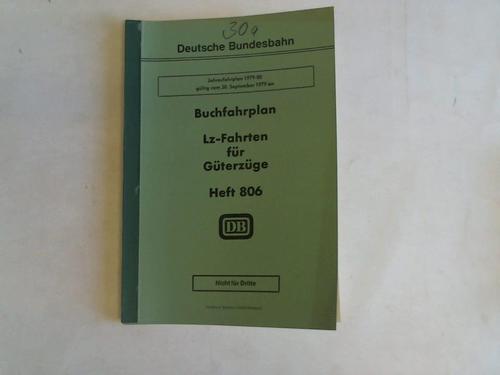 30a
Deutsche Bundesbahn
Jahresfahrplan 1979-80
gültig vom 30. September 1979 an
Buchfahrplan
Lz-Fahrten
für
Güterzüge
Heft 806
DB
Nicht für Dritte